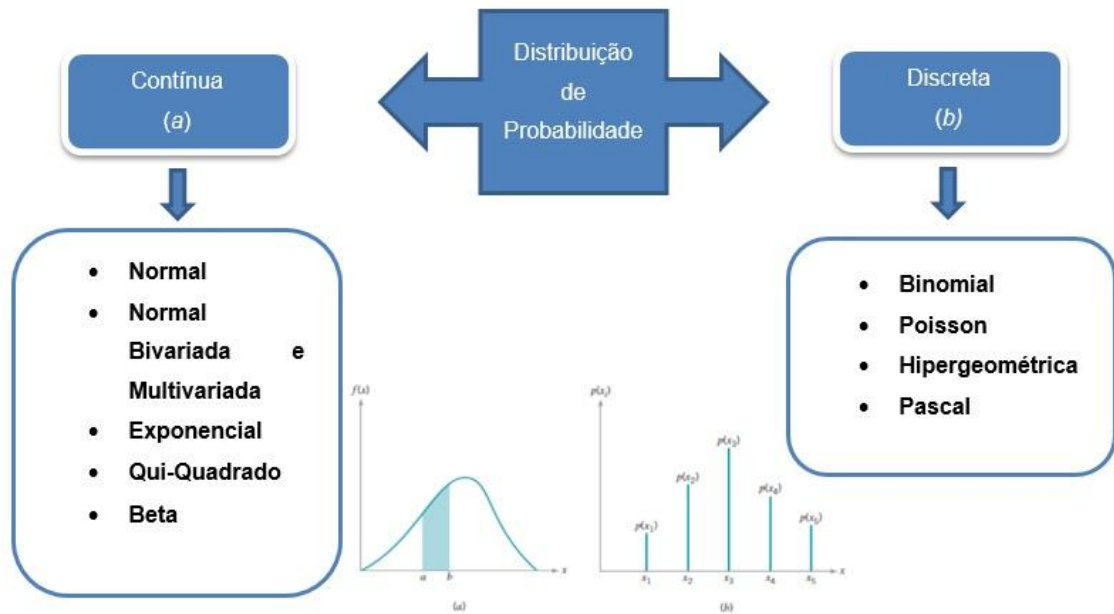 Distribuição
de
Probabilidade
Contínua
(a)
Discreta
(b)
• Normal
• Normal
Bivariada e
Multivariada
• Exponencial
• Qui-Quadrado
• Beta
• Binomial
• Poisson
• Hipergeométrica
• Pascal
f(x)
a b x
(a)
p(x_i)
p(x₁)
p(x₂)
p(x₃)
p(x₄)
p(x₅)
x₁ x₂ x₃ x₄ x₅ x
(b)